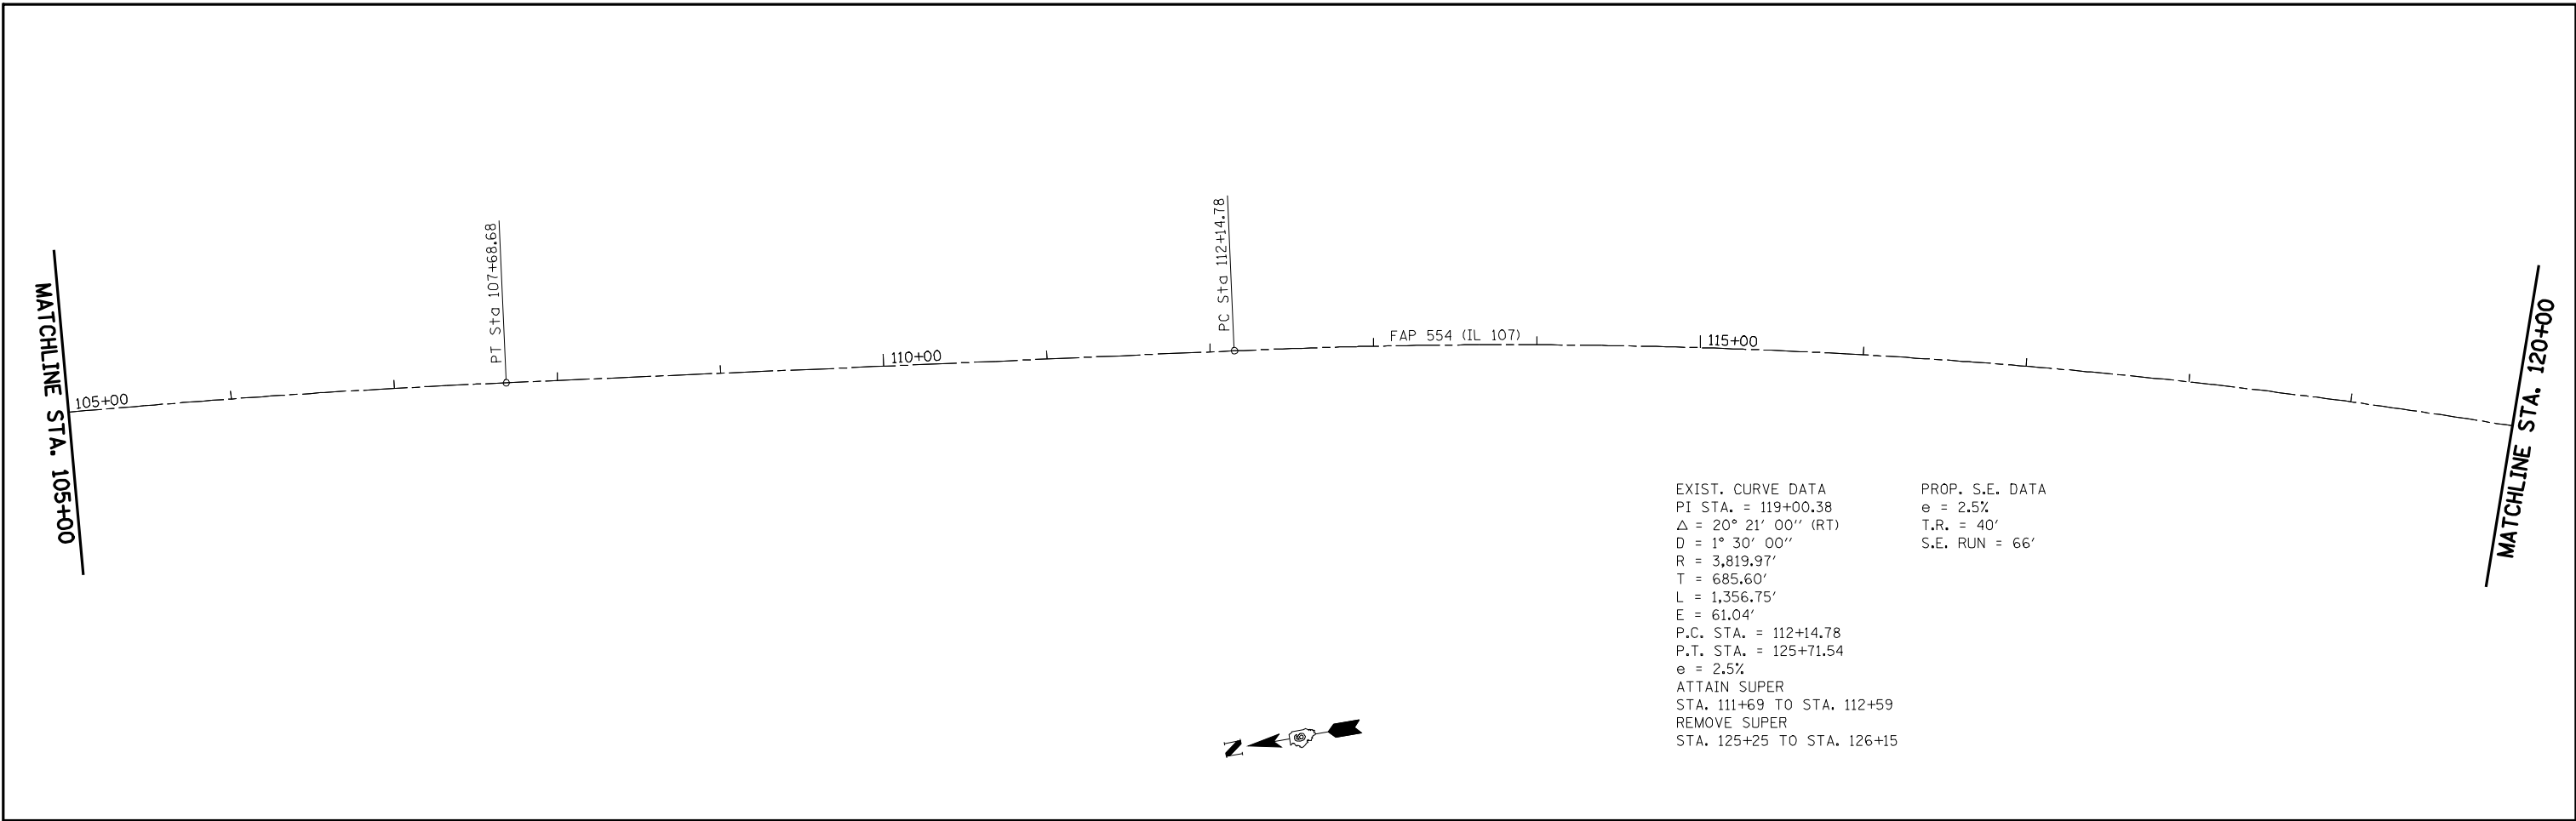 MATCHLINE STA. 105+00
105+00
PT Sta 107+68.68
110+00
PC Sta 112+14.78
FAP 554 (IL 107)
115+00
MATCHLINE STA. 120+00
EXIST. CURVE DATA
PI STA. = 119+00.38
△ = 20° 21' 00'' (RT)
D = 1° 30' 00''
R = 3,819.97'
T = 685.60'
L = 1,356.75'
E = 61.04'
P.C. STA. = 112+14.78
P.T. STA. = 125+71.54
e = 2.5%
ATTAIN SUPER
STA. 111+69 TO STA. 112+59
REMOVE SUPER
STA. 125+25 TO STA. 126+15
PROP. S.E. DATA
e = 2.5%
T.R. = 40'
S.E. RUN = 66'
N